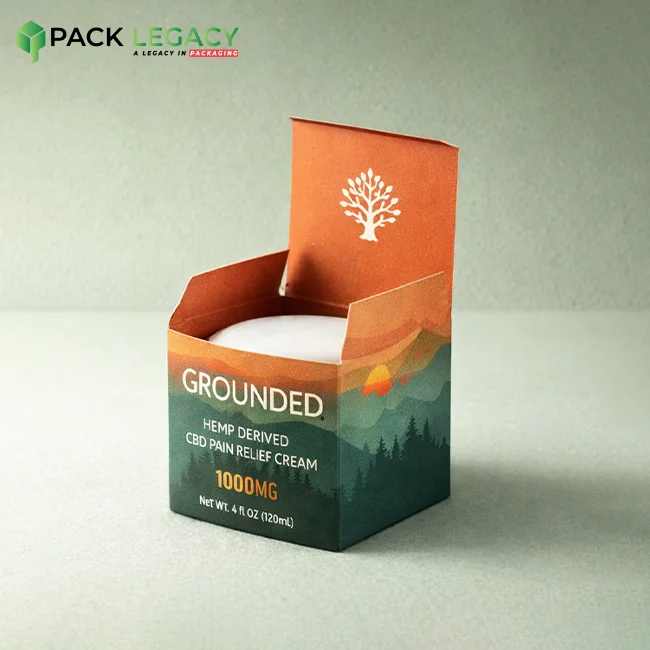 PACK LEGACY
A LEGACY IN PACKAGING
GROUNDED
HEMP DERIVED
CBD PAIN RELIEF CREAM
1000MG
Net WT. 4 fl OZ (120mL)